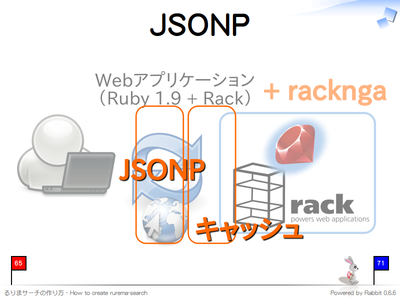 JSONP
Webアプリケーション
（Ruby 1.9 + Rack）
+ racknga
JSONP
rack
powers web applications
キャッシュ
65
71
るりまサーチの作り方 - How to create rurema-search
Powered by Rabbit 0.6.6